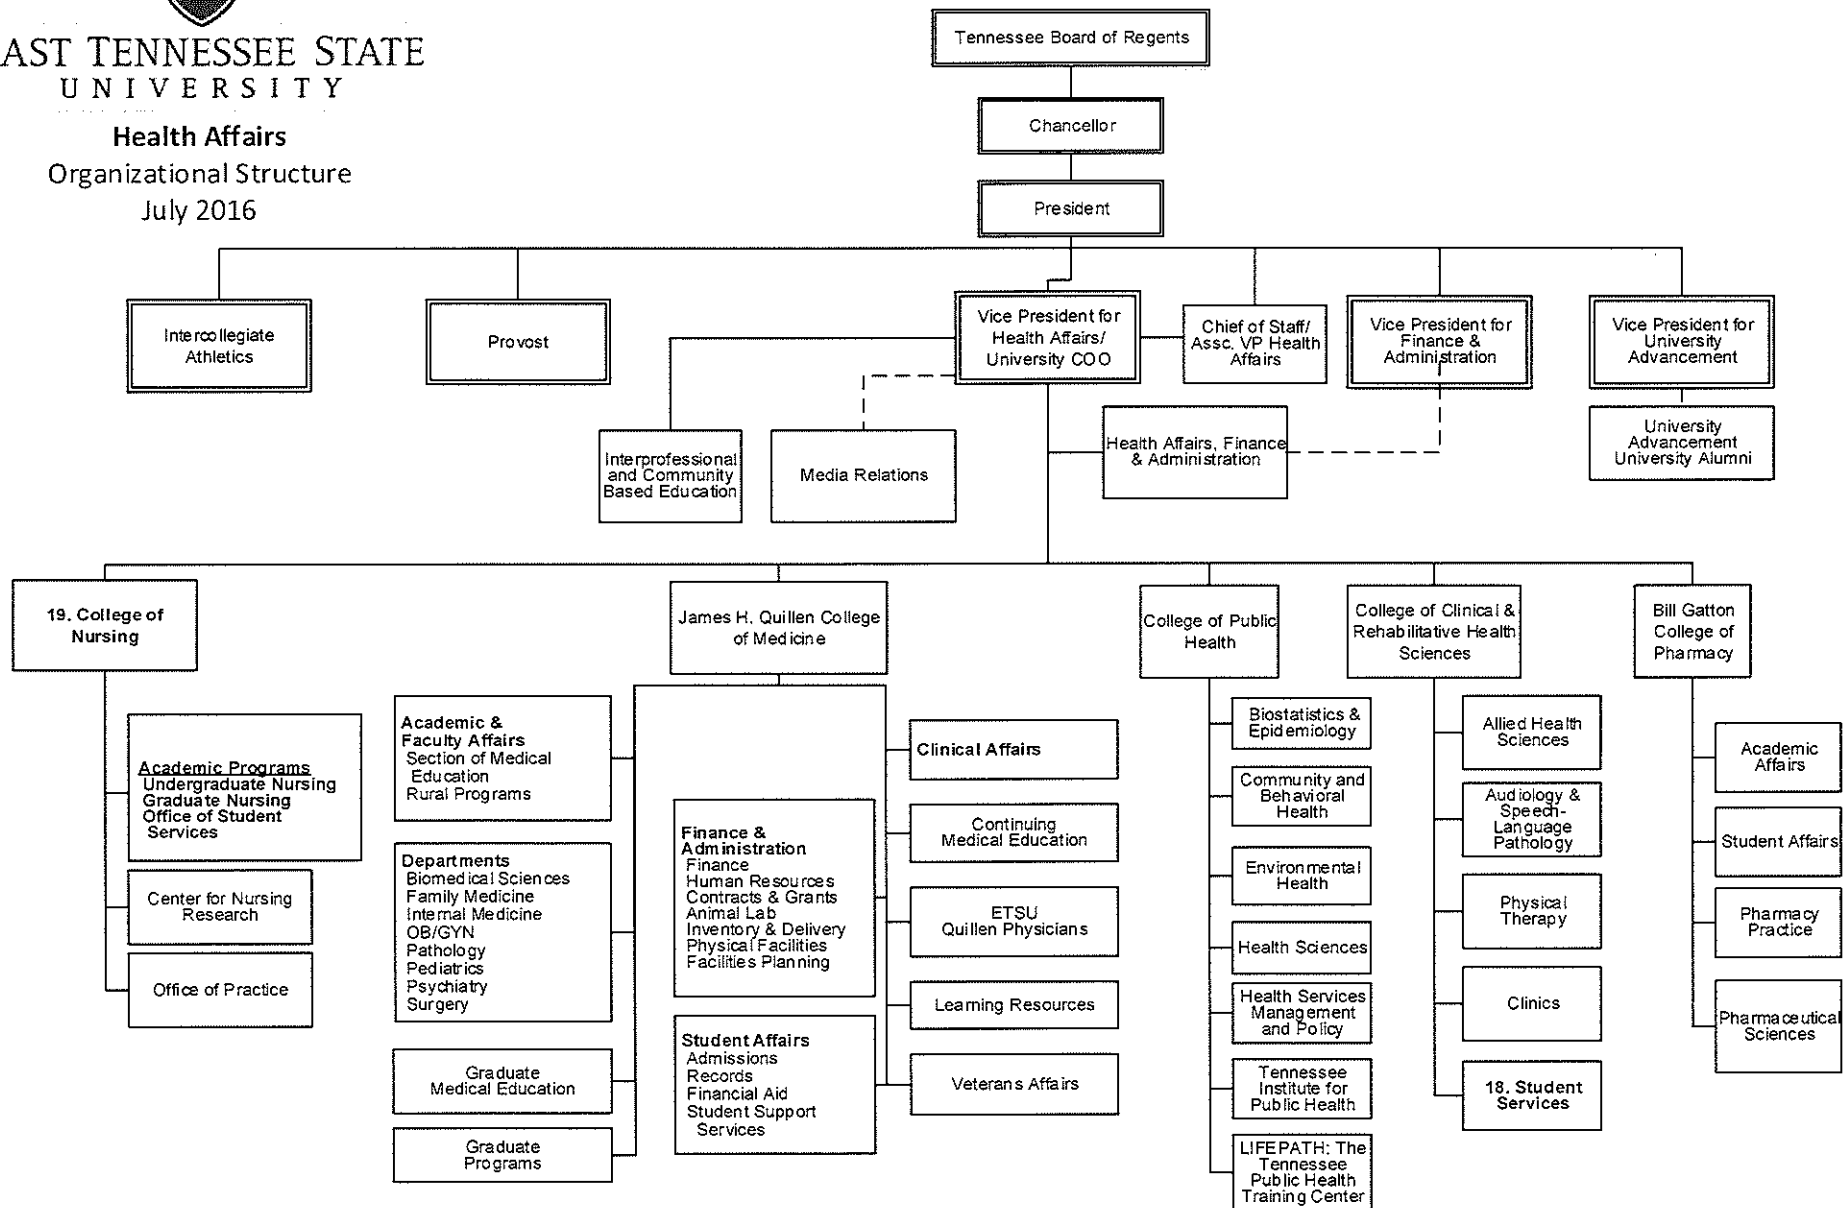 AST TENNESSEE STATE
UNIVERSITY
Health Affairs
Organizational Structure
July 2016
Tennessee Board of Regents
Chancellor
President
Intercollegiate
Athletics
Provost
Vice President for
Health Affairs/
University COO
Chief of Staff/
Assc. VP Health
Affairs
Vice President for
Finance &
Administration
Vice President for
University
Advancement
Interprofessional
and Community
Based Education
Media Relations
Health Affairs, Finance
& Administration
University
Advancement
University Alumni
19. College of
Nursing
James H. Quillen College
of Medicine
College of Public
Health
College of Clinical &
Rehabilitative Health
Sciences
Bill Gatton
College of
Pharmacy
Academic Programs
Undergraduate Nursing
Graduate Nursing
Office of Student
Services
Center for Nursing
Research
Office of Practice
Academic &
Faculty Affairs
Section of Medical
Education
Rural Programs
Departments
Biomedical Sciences
Family Medicine
Internal Medicine
OB/GYN
Pathology
Pediatrics
Psychiatry
Surgery
Graduate
Medical Education
Graduate
Programs
Finance &
Administration
Finance
Human Resources
Contracts & Grants
Animal Lab
Inventory & Delivery
Physical Facilities
Facilities Planning
Student Affairs
Admissions
Records
Financial Aid
Student Support
Services
Clinical Affairs
Continuing
Medical Education
ETSU
Quillen Physicians
Learning Resources
Veterans Affairs
Biostatistics &
Epidemiology
Community and
Behavioral
Health
Environmental
Health
Health Sciences
Health Services
Management
and Policy
Tennessee
Institute for
Public Health
LIFEPATH: The
Tennessee
Public Health
Training Center
Allied Health
Sciences
Audiology &
Speech-
Language
Pathology
Physical
Therapy
Clinics
18. Student
Services
Academic
Affairs
Student Affairs
Pharmacy
Practice
Pharmaceutical
Sciences